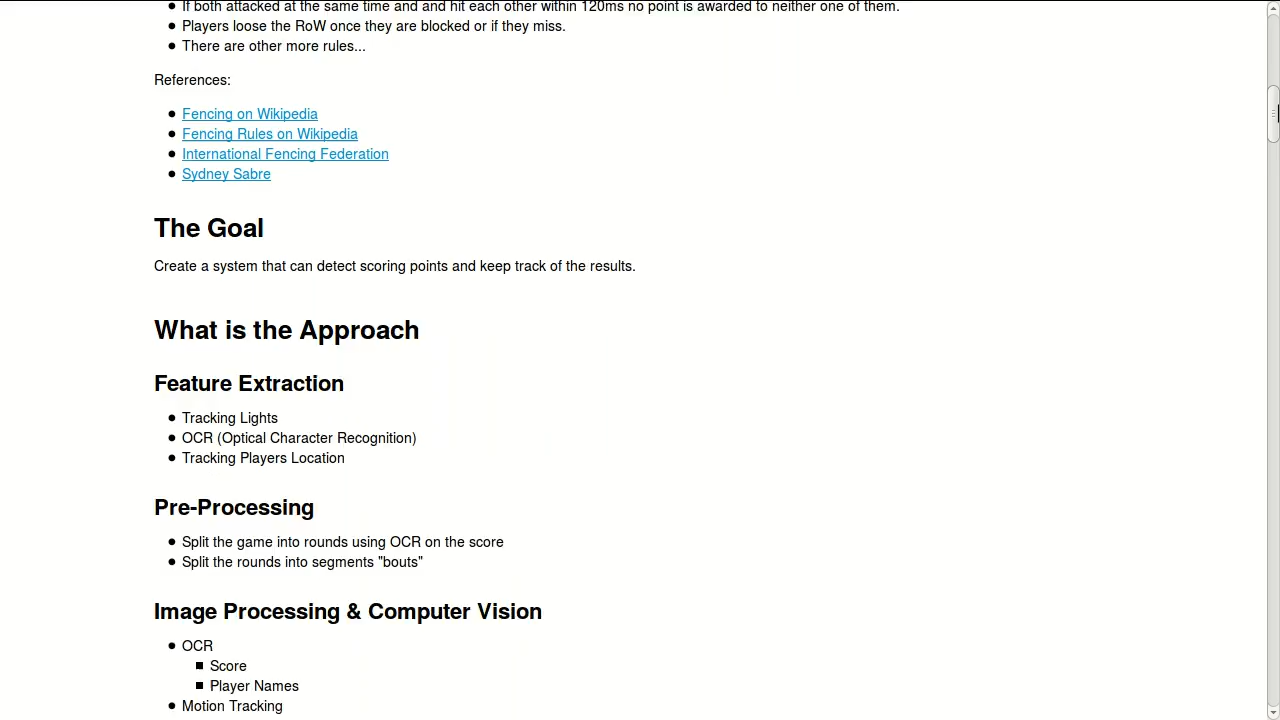 If both attacked at the same time and and hit each other within 120ms no point is awarded to neither one of them.
Players loose the RoW once they are blocked or if they miss.
There are other more rules...
References:
Fencing on Wikipedia
Fencing Rules on Wikipedia
International Fencing Federation
Sydney Sabre
The Goal
Create a system that can detect scoring points and keep track of the results.
What is the Approach
Feature Extraction
Tracking Lights
OCR (Optical Character Recognition)
Tracking Players Location
Pre-Processing
Split the game into rounds using OCR on the score
Split the rounds into segments "bouts"
Image Processing & Computer Vision
OCR
Score
Player Names
Motion Tracking